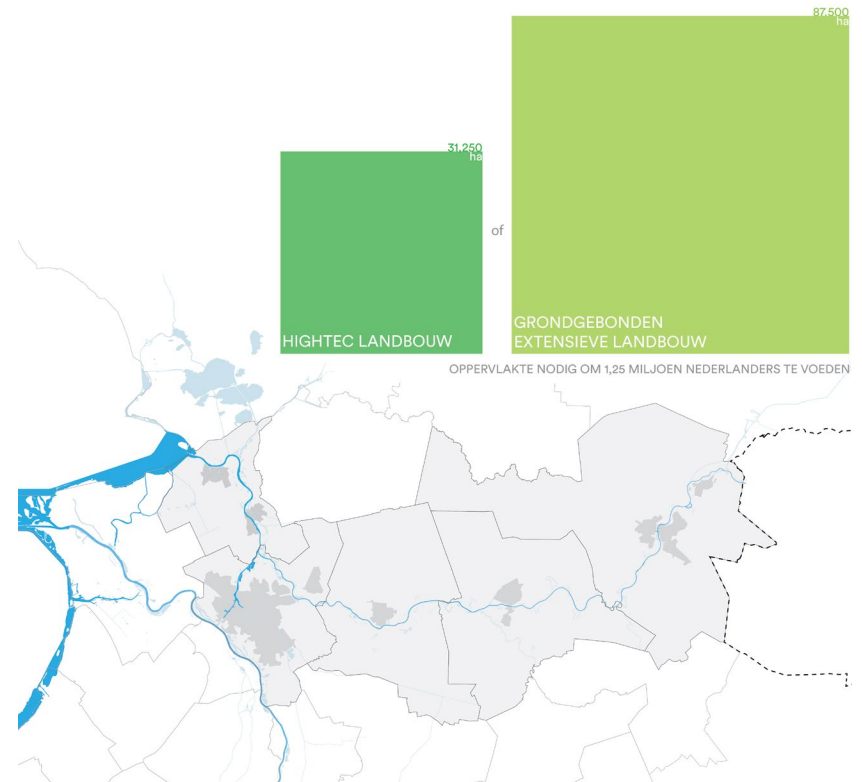 87.500
ha
31.250
ha
of
HIGHTEC LANDBOUW
GRONDGEBONDEN
EXTENSIEVE LANDBOUW
OPPERVLAKTE NODIG OM 1,25 MILJOEN NEDERLANDERS TE VOEDEN